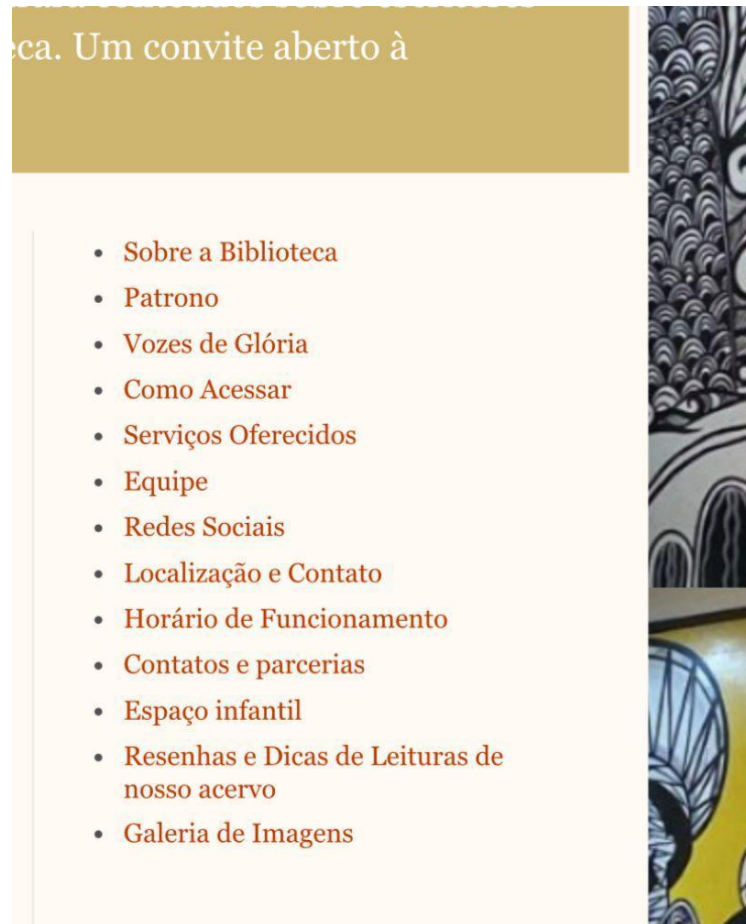 eca. Um convite aberto à
Sobre a Biblioteca
Patrono
Vozes de Glória
Como Acessar
Serviços Oferecidos
Equipe
Redes Sociais
Localização e Contato
Horário de Funcionamento
Contatos e parcerias
Espaço infantil
Resenhas e Dicas de Leituras de
nosso acervo
Galeria de Imagens